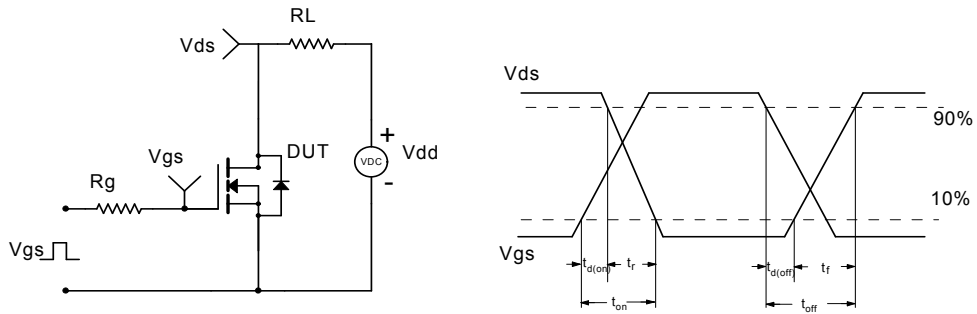 RL
Vds
Vgs
DUT
+
VDC
Vdd
-
Rg
Vgs
Vds
90%
10%
Vgs
td(on)
tr
ton
td(off)
tf
toff